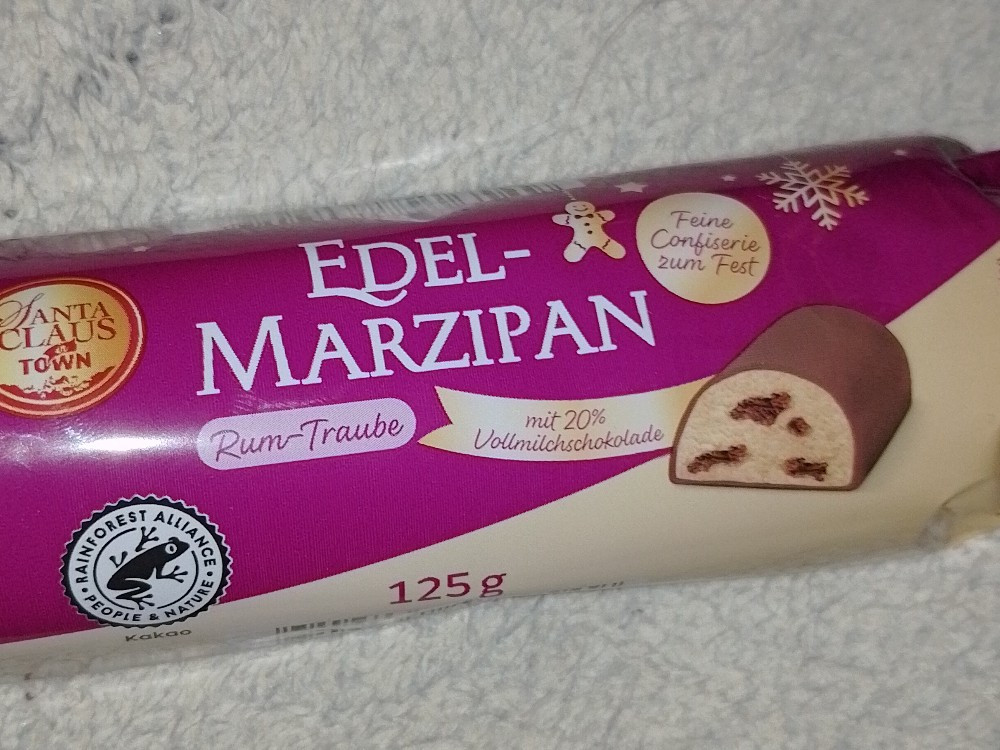 EDEL-
MARZIPAN
Feine
Confiserie
zum Fest
SANTA
CLAUS
in
TOWN
Rum-Traube
mit 20%
Vollmilchschokolade
RAINFOREST ALLIANCE
PEOPLE & NATURE
Kakao
125 g